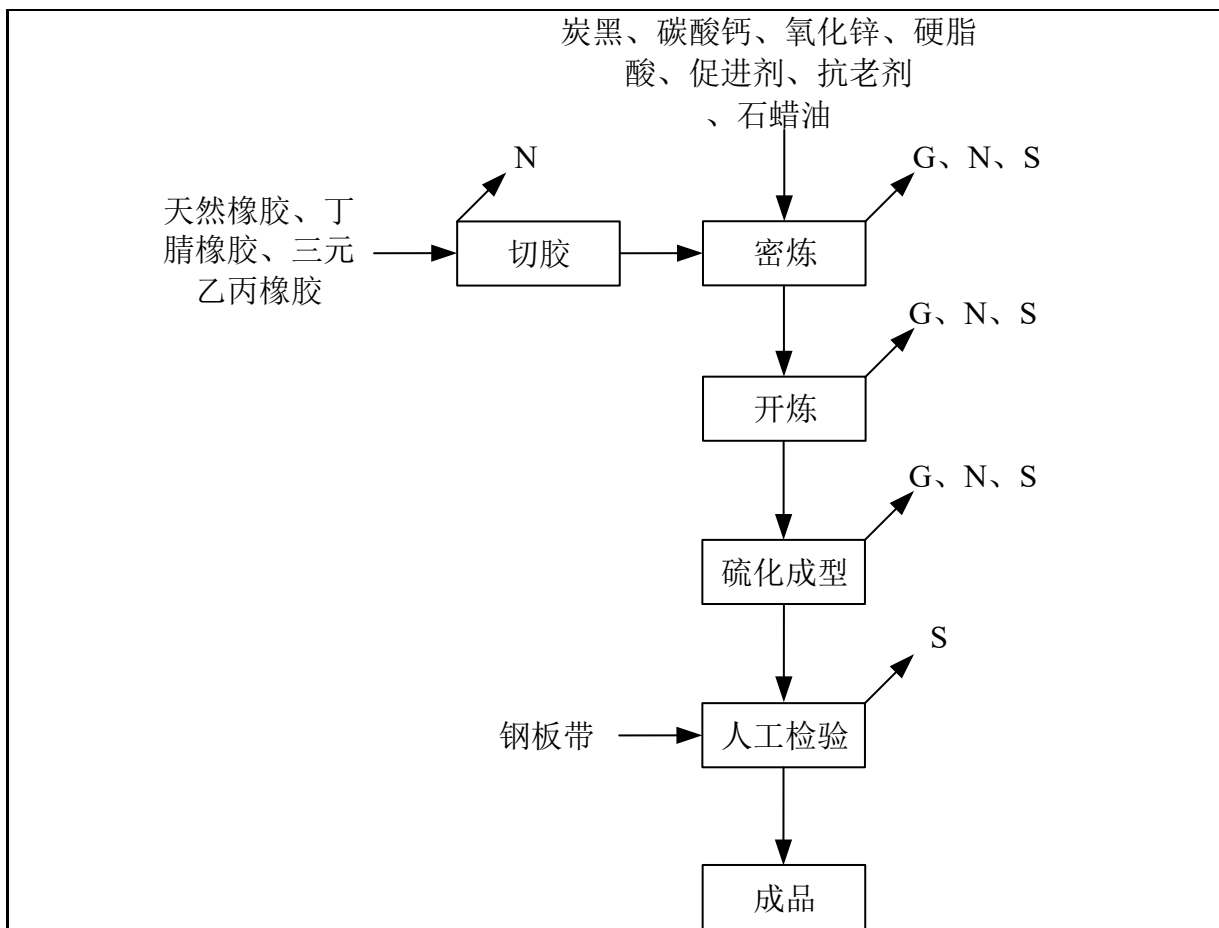 炭黑、碳酸钙、氧化锌、硬脂
酸、促进剂、抗老剂
、石蜡油
N
G、N、S
天然橡胶、丁
腈橡胶、三元
乙丙橡胶
切胶
密炼
G、N、S
开炼
G、N、S
硫化成型
S
钢板带
人工检验
成品